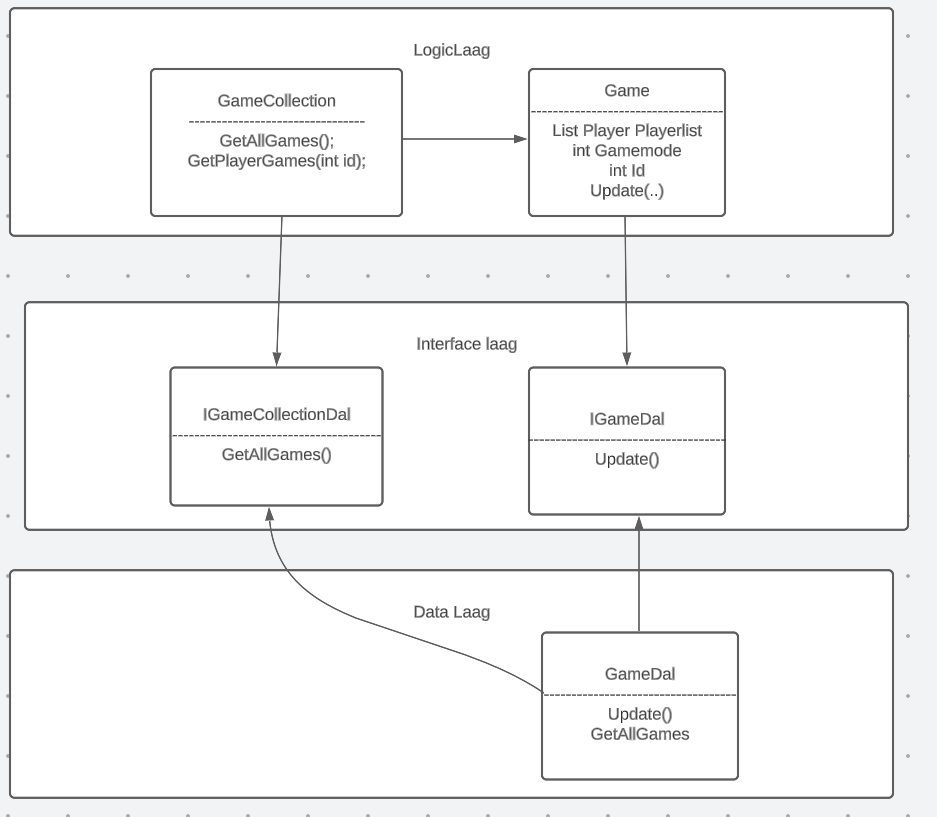 LogicLaag
GameCollection
GetAllGames();
GetPlayerGames(int id);
Game
List Player Playerlist
int Gamemode
int Id
Update(..)
Interface laag
IGameCollectionDal
GetAllGames()
IGameDal
Update()
Data Laag
GameDal
Update()
GetAllGames